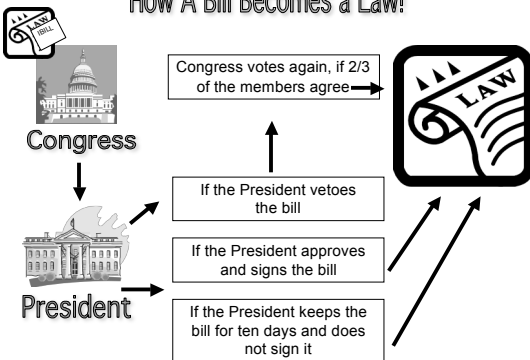 How A Bill Becomes a Law!
LAW
BILL
Congress
Congress votes again, if 2/3
of the members agree
LAW
If the President vetoes
the bill
President
If the President approves
and signs the bill
If the President keeps the
bill for ten days and does
not sign it